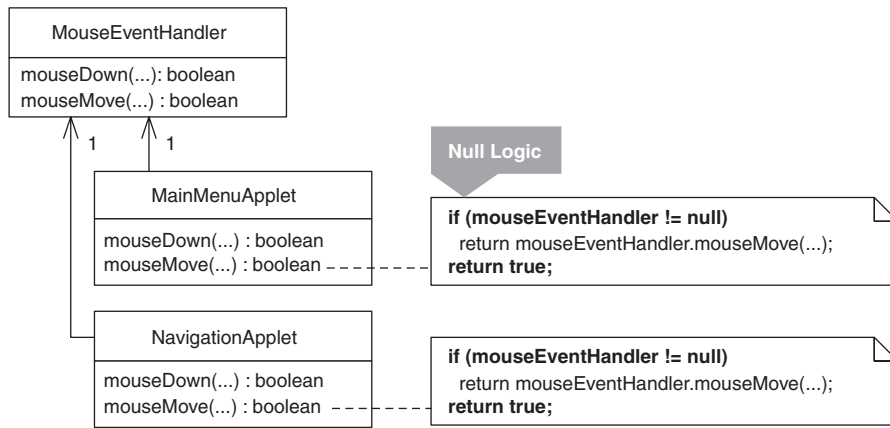 MouseEventHandler
mouseDown(...): boolean
mouseMove(...) : boolean
1
1
Null Logic
MainMenuApplet
mouseDown(...) : boolean
mouseMove(...) : boolean
if (mouseEventHandler != null)
return mouseEventHandler.mouseMove(...);
return true;
NavigationApplet
mouseDown(...) : boolean
mouseMove(...) : boolean
if (mouseEventHandler != null)
return mouseEventHandler.mouseMove(...);
return true;